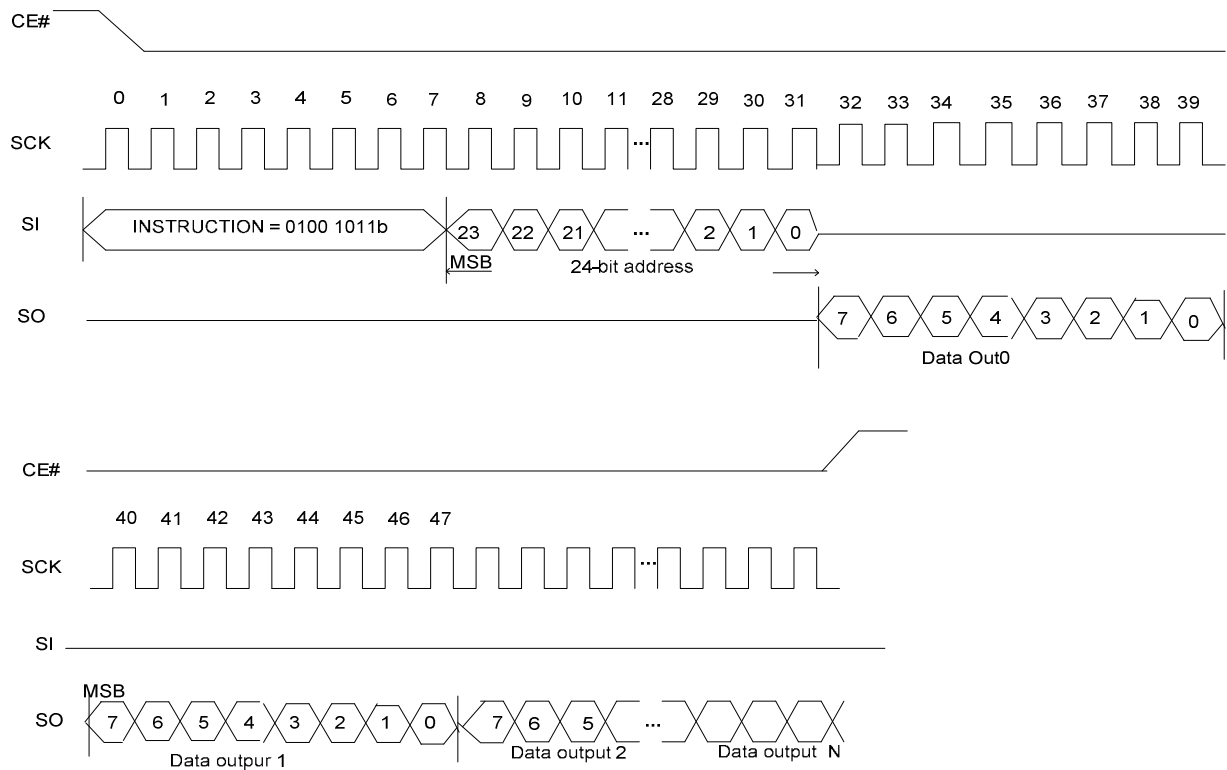 CE#
0 1 2 3 4 5 6 7 8 9 10 11 28 29 30 31 32 33 34 35 36 37 38 39
SCK ...
SI INSTRUCTION = 0100 1011b 23 22 21 ... 2 1 0
MSB 24-bit address
SO 7 6 5 4 3 2 1 0
Data Out0
CE#
40 41 42 43 44 45 46 47
SCK ...
SI
MSB
SO 7 6 5 4 3 2 1 0 7 6 5 ...
Data outpur 1 Data output 2 Data output N